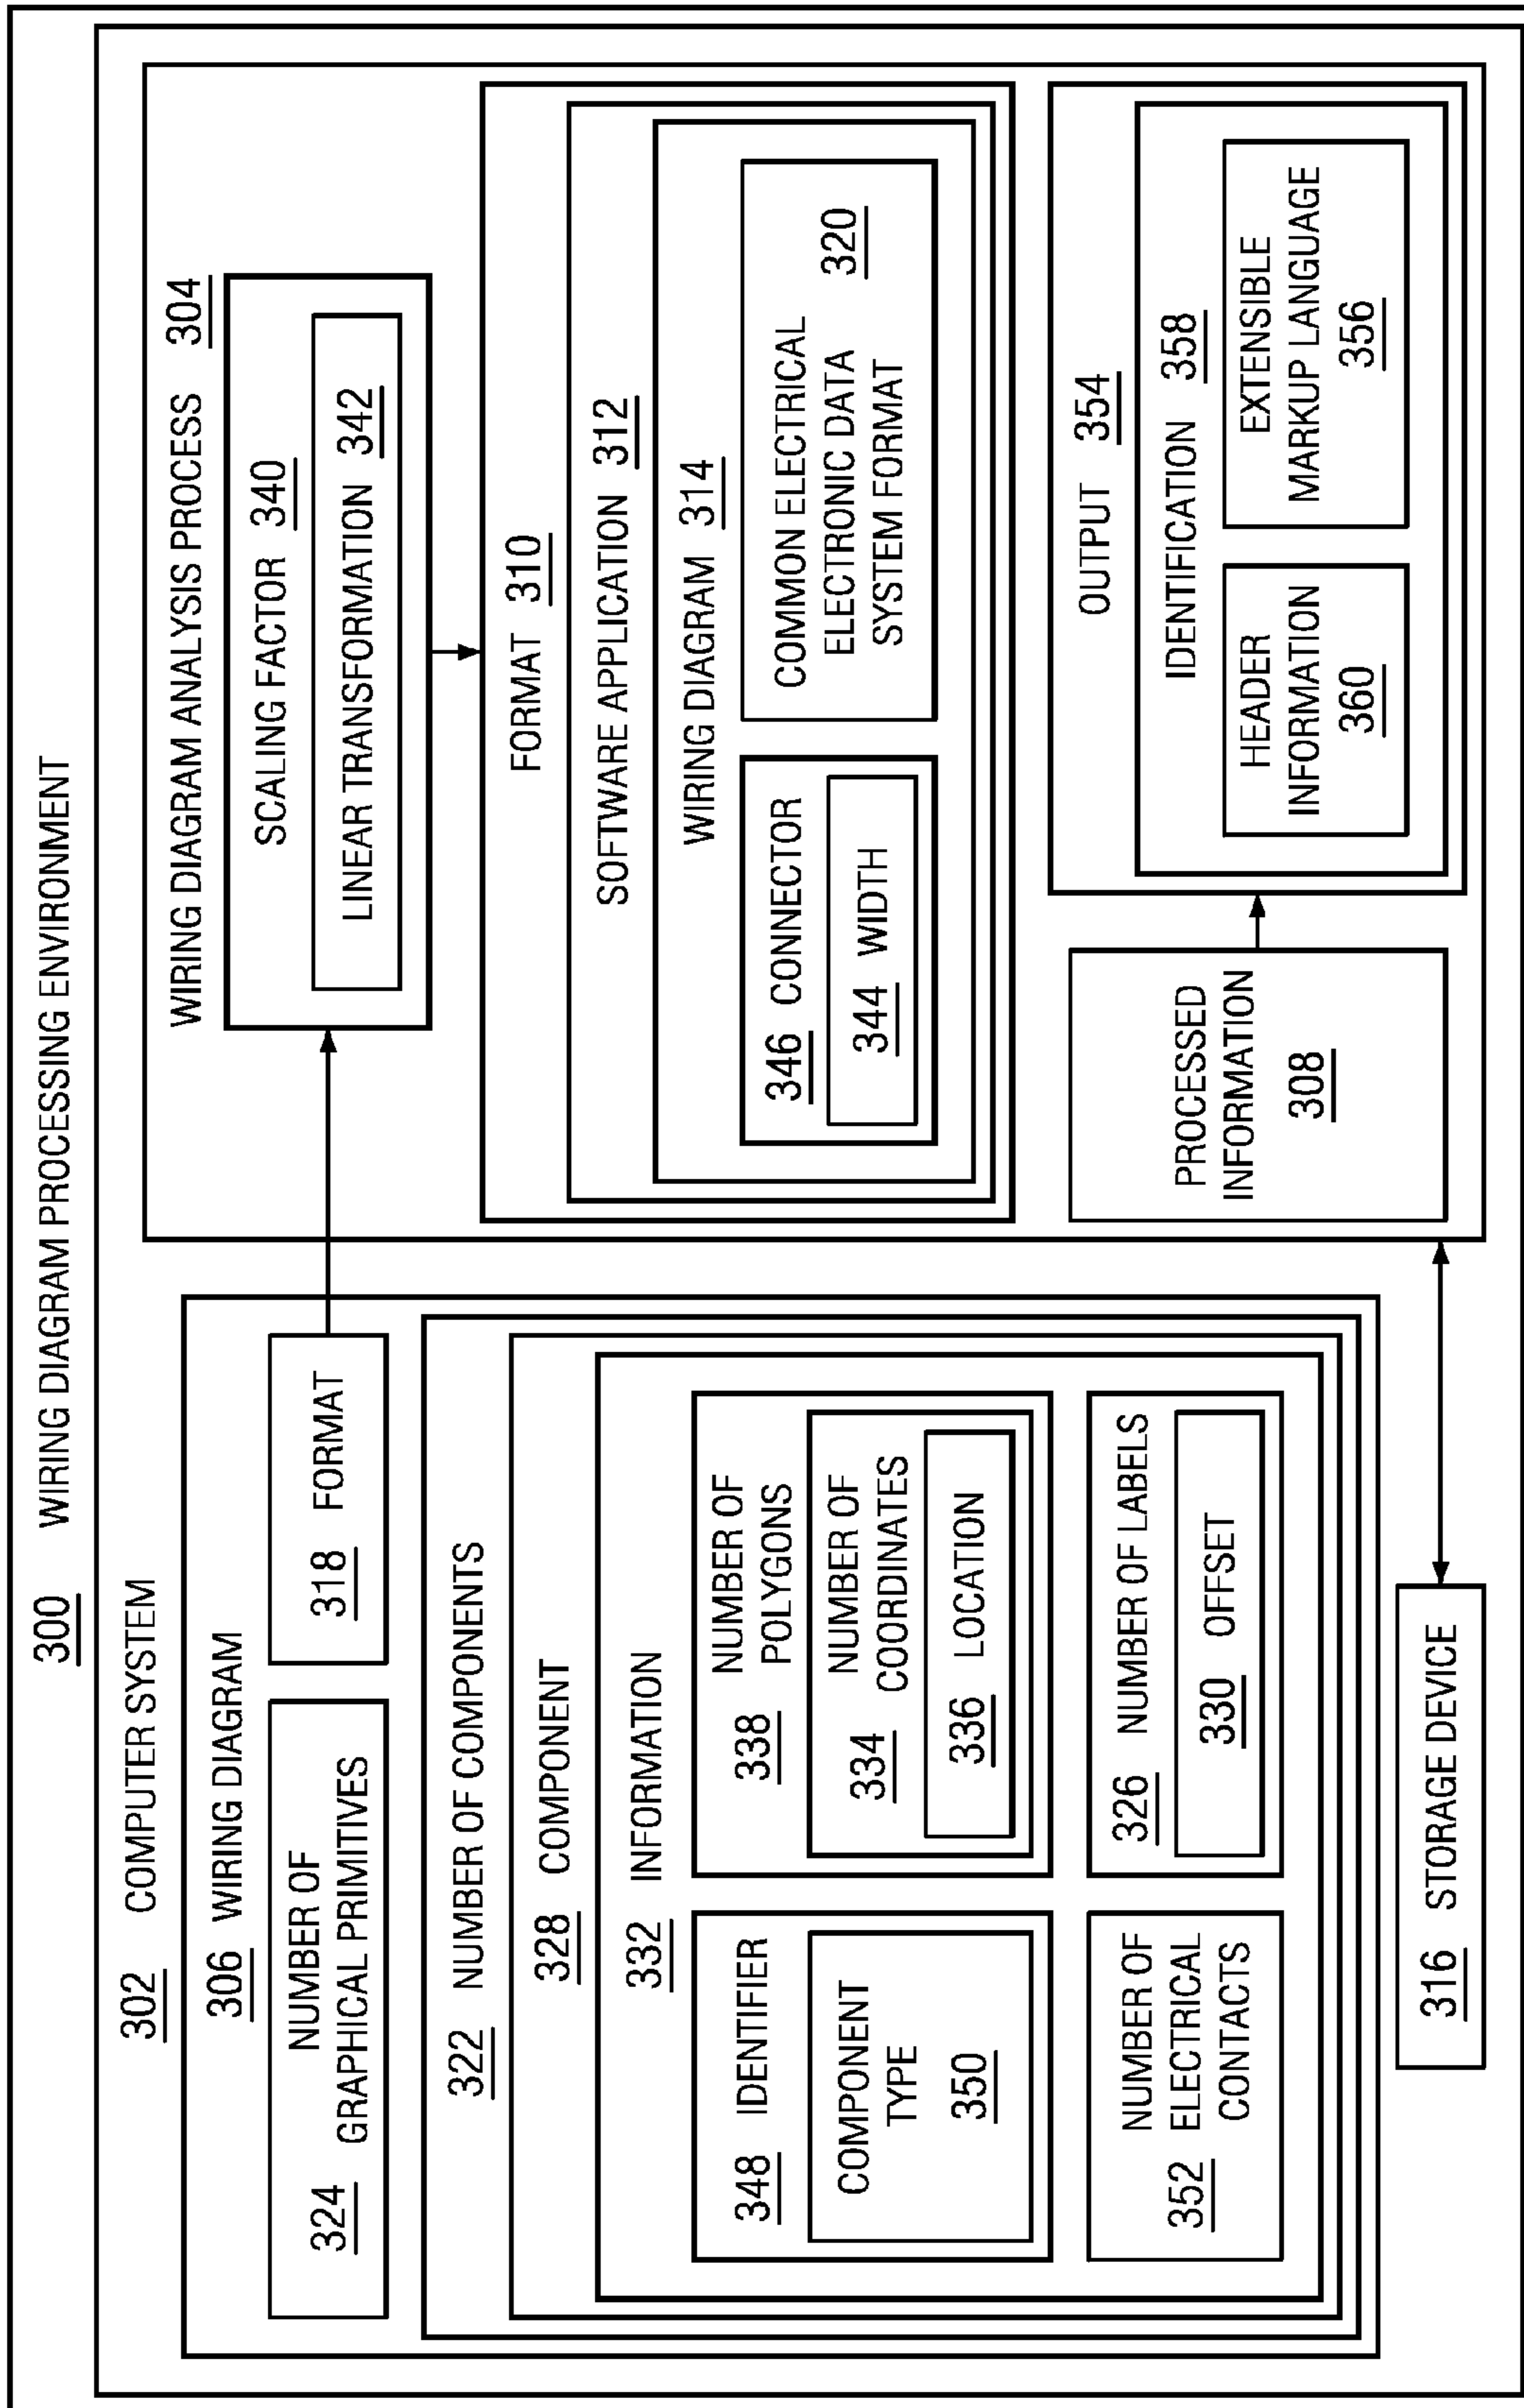 300 WIRING DIAGRAM PROCESSING ENVIRONMENT
302 COMPUTER SYSTEM
306 WIRING DIAGRAM
NUMBER OF
324 GRAPHICAL PRIMITIVES
318 FORMAT
322 NUMBER OF COMPONENTS
328 COMPONENT
332 INFORMATION
348 IDENTIFIER
COMPONENT
TYPE
350
NUMBER OF
338 POLYGONS
NUMBER OF
334 COORDINATES
336 LOCATION
NUMBER OF
352 ELECTRICAL
CONTACTS
326 NUMBER OF LABELS
330 OFFSET
316 STORAGE DEVICE
WIRING DIAGRAM ANALYSIS PROCESS 304
SCALING FACTOR 340
LINEAR TRANSFORMATION 342
FORMAT 310
SOFTWARE APPLICATION 312
WIRING DIAGRAM 314
346 CONNECTOR
344 WIDTH
COMMON ELECTRICAL
ELECTRONIC DATA 320
SYSTEM FORMAT
PROCESSED
INFORMATION
308
OUTPUT 354
IDENTIFICATION 358
HEADER
INFORMATION
360
EXTENSIBLE
MARKUP LANGUAGE
356